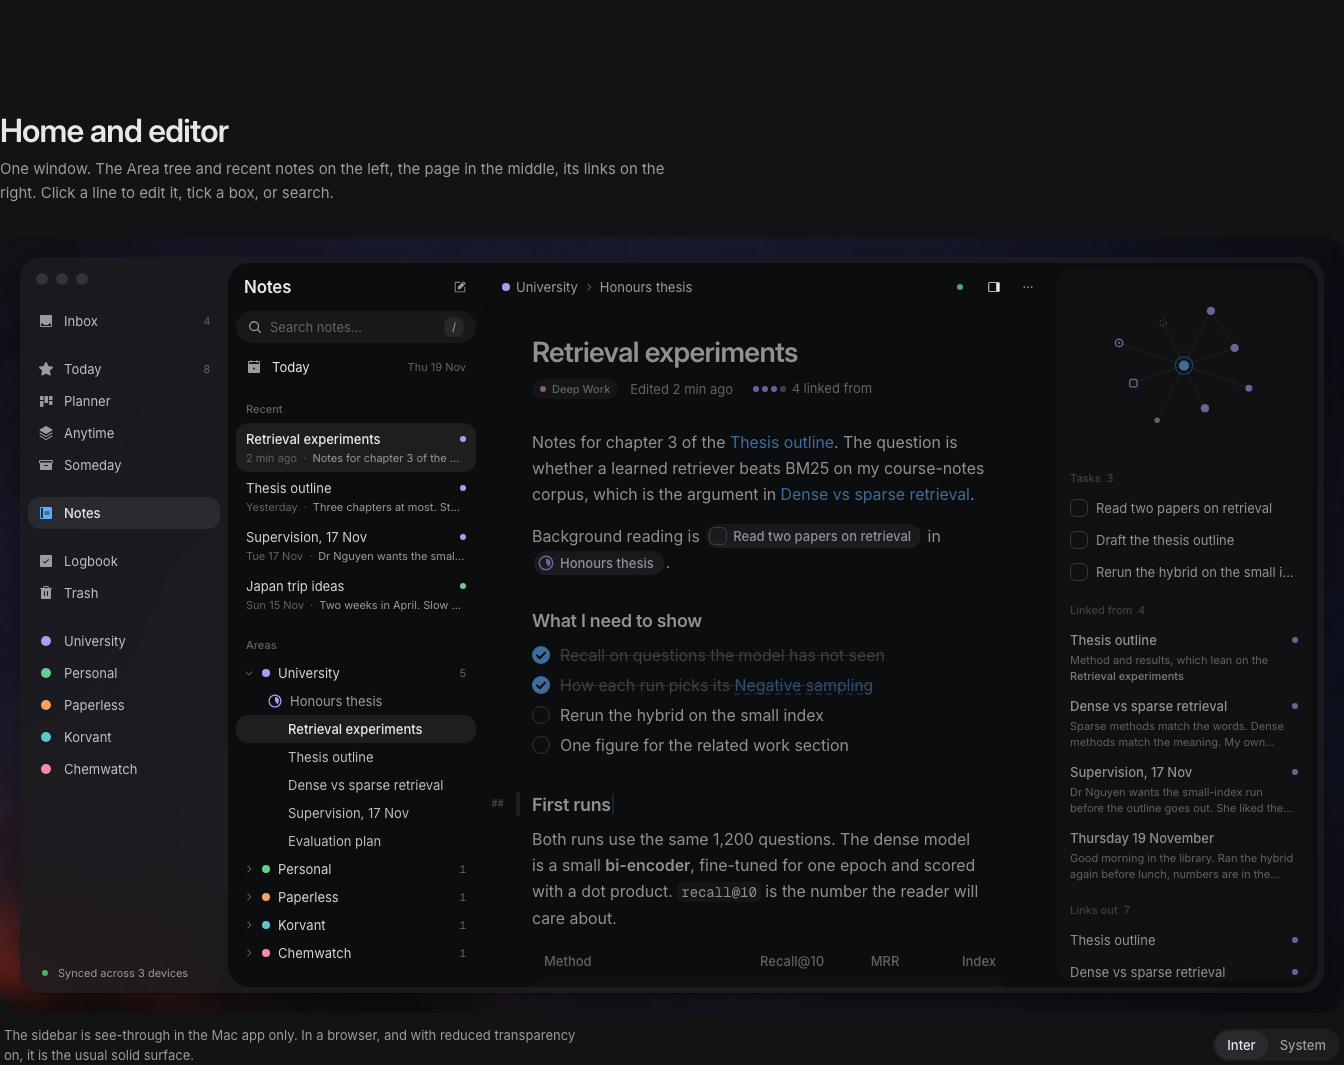 Home and editor
One window. The Area tree and recent notes on the left, the page in the middle, its links on the
right. Click a line to edit it, tick a box, or search.
Inbox 4
Today 8
Planner
Anytime
Someday
Notes
Logbook
Trash
University
Personal
Paperless
Korvant
Chemwatch
Synced across 3 devices
Notes
Search notes... /
Today Thu 19 Nov
Recent
Retrieval experiments
2 min ago · Notes for chapter 3 of the ...
Thesis outline
Yesterday · Three chapters at most. St...
Supervision, 17 Nov
Tue 17 Nov · Dr Nguyen wants the smal...
Japan trip ideas
Sun 15 Nov · Two weeks in April. Slow ...
Areas
University 5
Honours thesis
Retrieval experiments
Thesis outline
Dense vs sparse retrieval
Supervision, 17 Nov
Evaluation plan
Personal 1
Paperless 1
Korvant 1
Chemwatch 1
University › Honours thesis
Retrieval experiments
Deep Work Edited 2 min ago 4 linked from
Notes for chapter 3 of the Thesis outline. The question is
whether a learned retriever beats BM25 on my course-notes
corpus, which is the argument in Dense vs sparse retrieval.
Background reading is Read two papers on retrieval in
Honours thesis .
What I need to show
Recall on questions the model has not seen
How each run picks its Negative sampling
Rerun the hybrid on the small index
One figure for the related work section
## First runs
Both runs use the same 1,200 questions. The dense model
is a small bi-encoder, fine-tuned for one epoch and scored
with a dot product. recall@10 is the number the reader will
care about.
Method Recall@10 MRR Index
Tasks 3
Read two papers on retrieval
Draft the thesis outline
Rerun the hybrid on the small i...
Linked from 4
Thesis outline
Method and results, which lean on the
Retrieval experiments
Dense vs sparse retrieval
Sparse methods match the words. Dense
methods match the meaning. My own...
Supervision, 17 Nov
Dr Nguyen wants the small-index run
before the outline goes out. She liked the...
Thursday 19 November
Good morning in the library. Ran the hybrid
again before lunch, numbers are in the...
Links out 7
Thesis outline
Dense vs sparse retrieval
The sidebar is see-through in the Mac app only. In a browser, and with reduced transparency
on, it is the usual solid surface.
Inter System